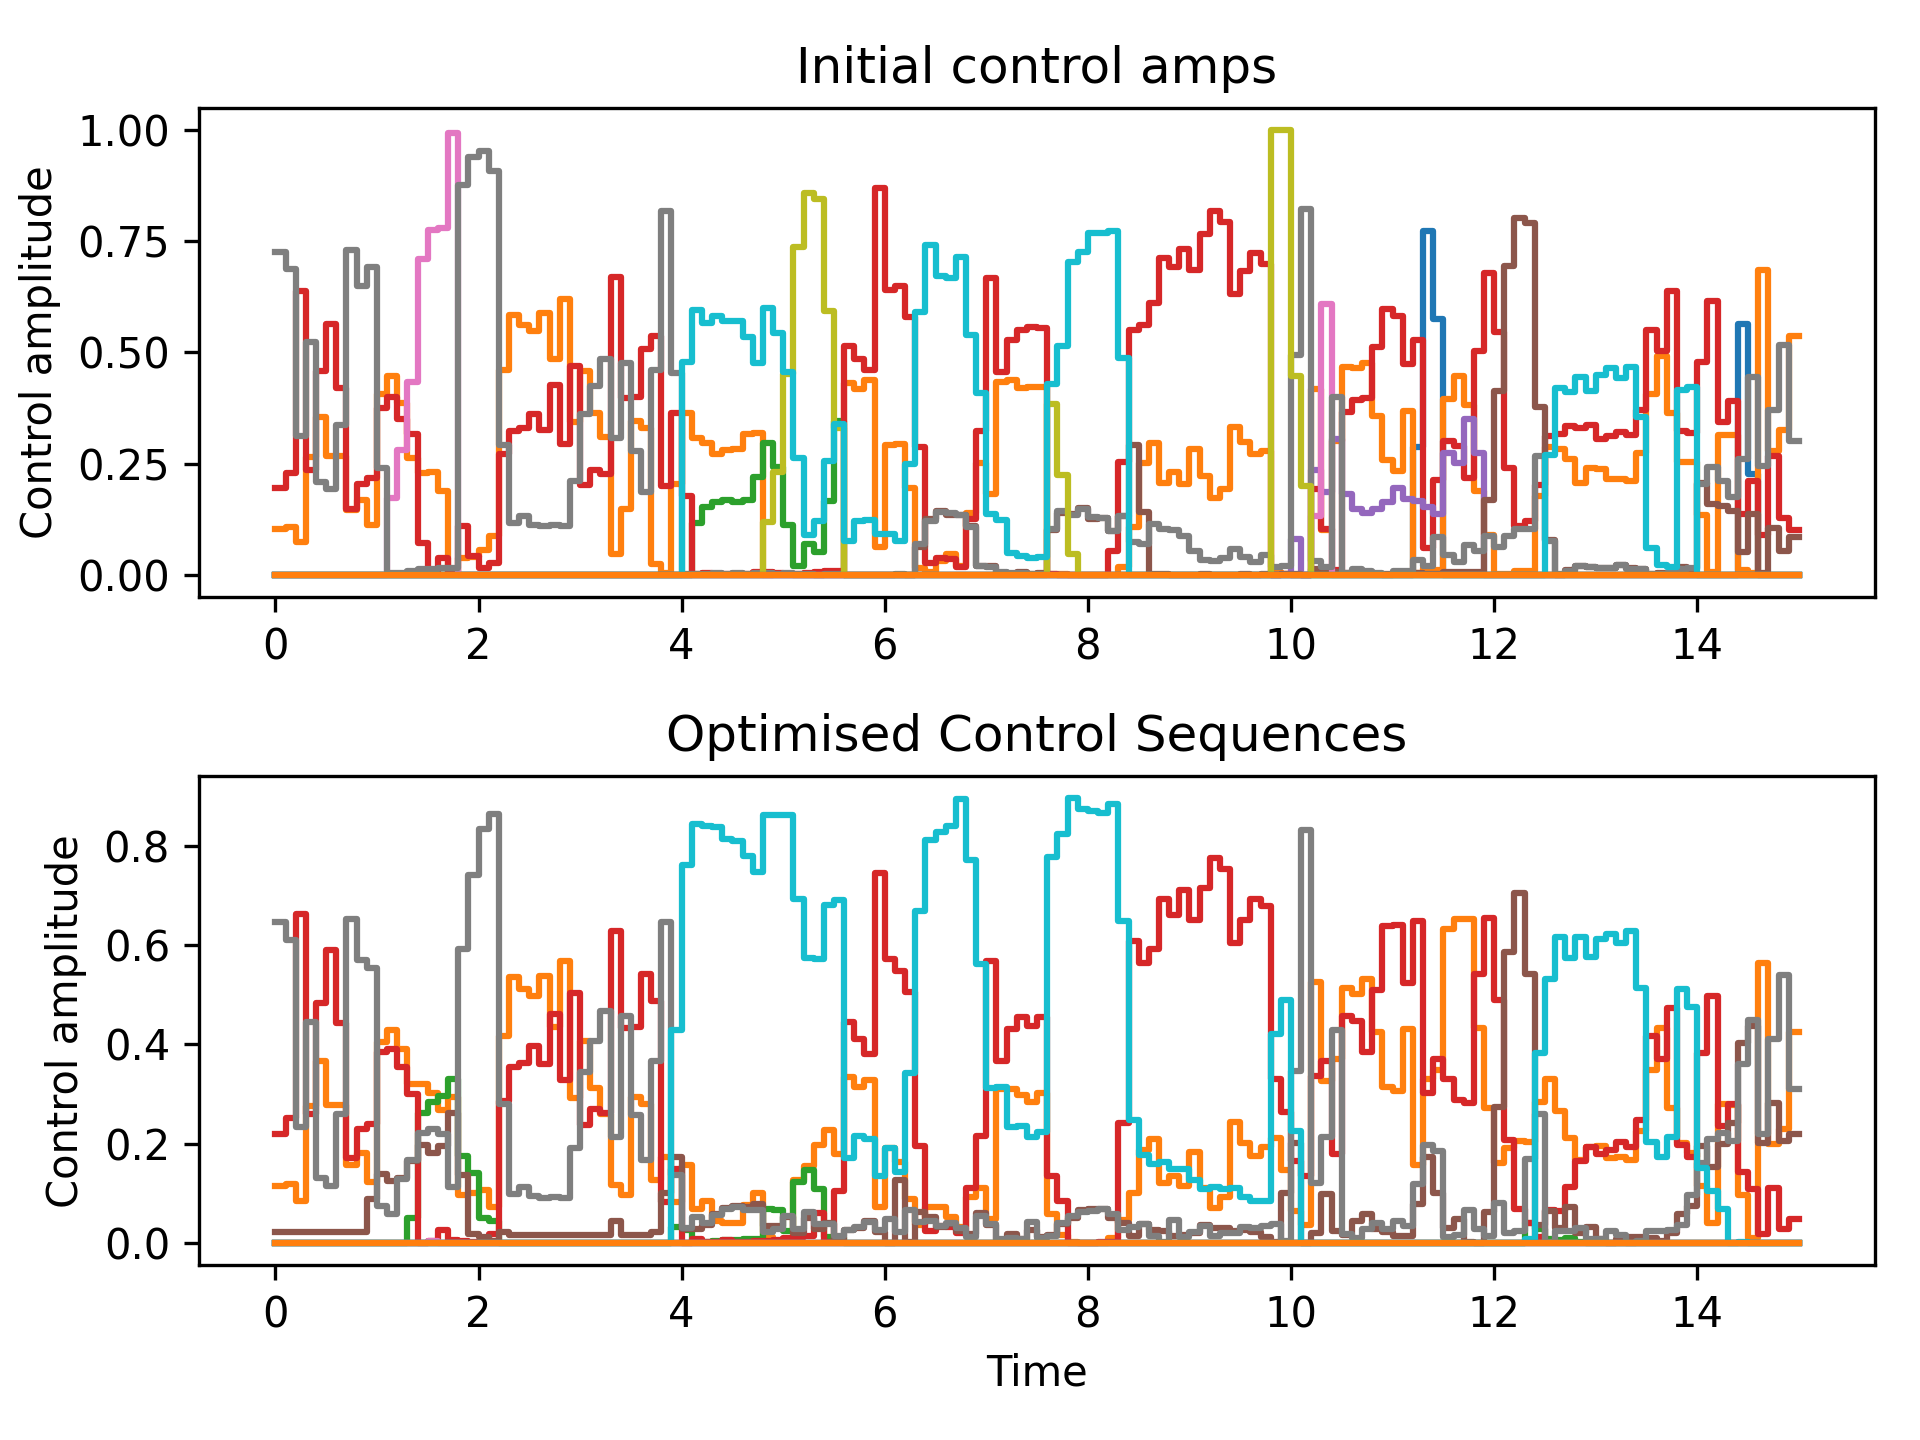 Initial control amps
Control amplitude
1.00
0.75
0.50
0.25
0.00
0 2 4 6 8 10 12 14
Optimised Control Sequences
Control amplitude
0.8
0.6
0.4
0.2
0.0
0 2 4 6 8 10 12 14
Time